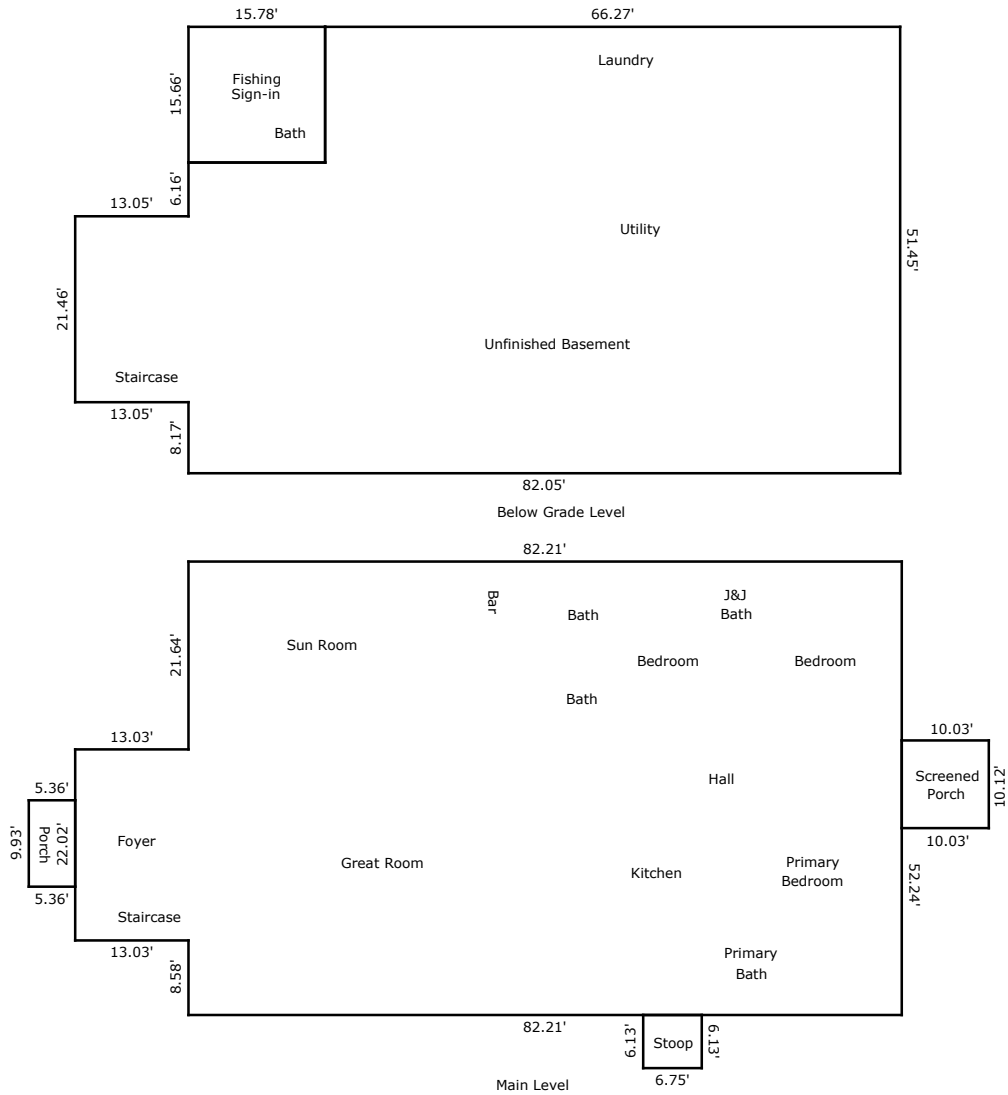 15.78'
66.27'
Laundry
Fishing
Sign-in
15.66'
Bath
6.16'
13.05'
Utility
51.45'
21.46'
Unfinished Basement
Staircase
13.05'
8.17'
82.05'
Below Grade Level
82.21'
Bar
J&J
Bath
Bath
Sun Room
21.64'
Bedroom
Bedroom
Bath
13.03'
10.03'
Hall
Screened
Porch
10.12'
5.36'
9.93'
Porch
22.02'
Foyer
10.03'
Great Room
Kitchen
Primary
Bedroom
52.24'
5.36'
Staircase
13.03'
8.58'
Primary
Bath
82.21'
6.13'
Stoop
6.13'
6.75'
Main Level